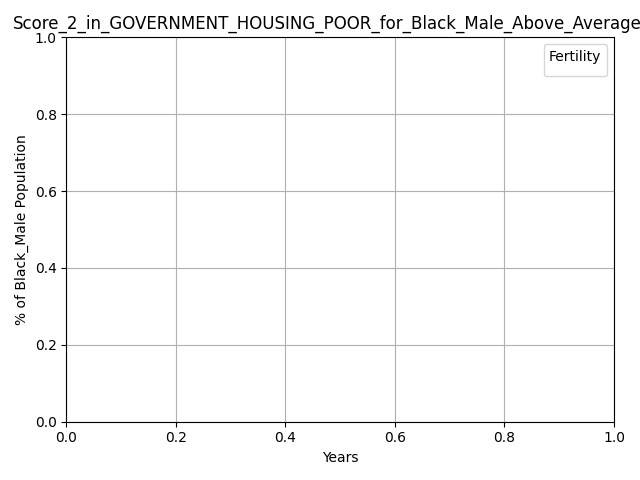 Score_2_in_GOVERNMENT_HOUSING_POOR_for_Black_Male_Above_Average
Fertility
1.0
0.8
0.6
0.4
0.2
0.0
% of Black_Male Population
0.0 0.2 0.4 0.6 0.8 1.0
Years